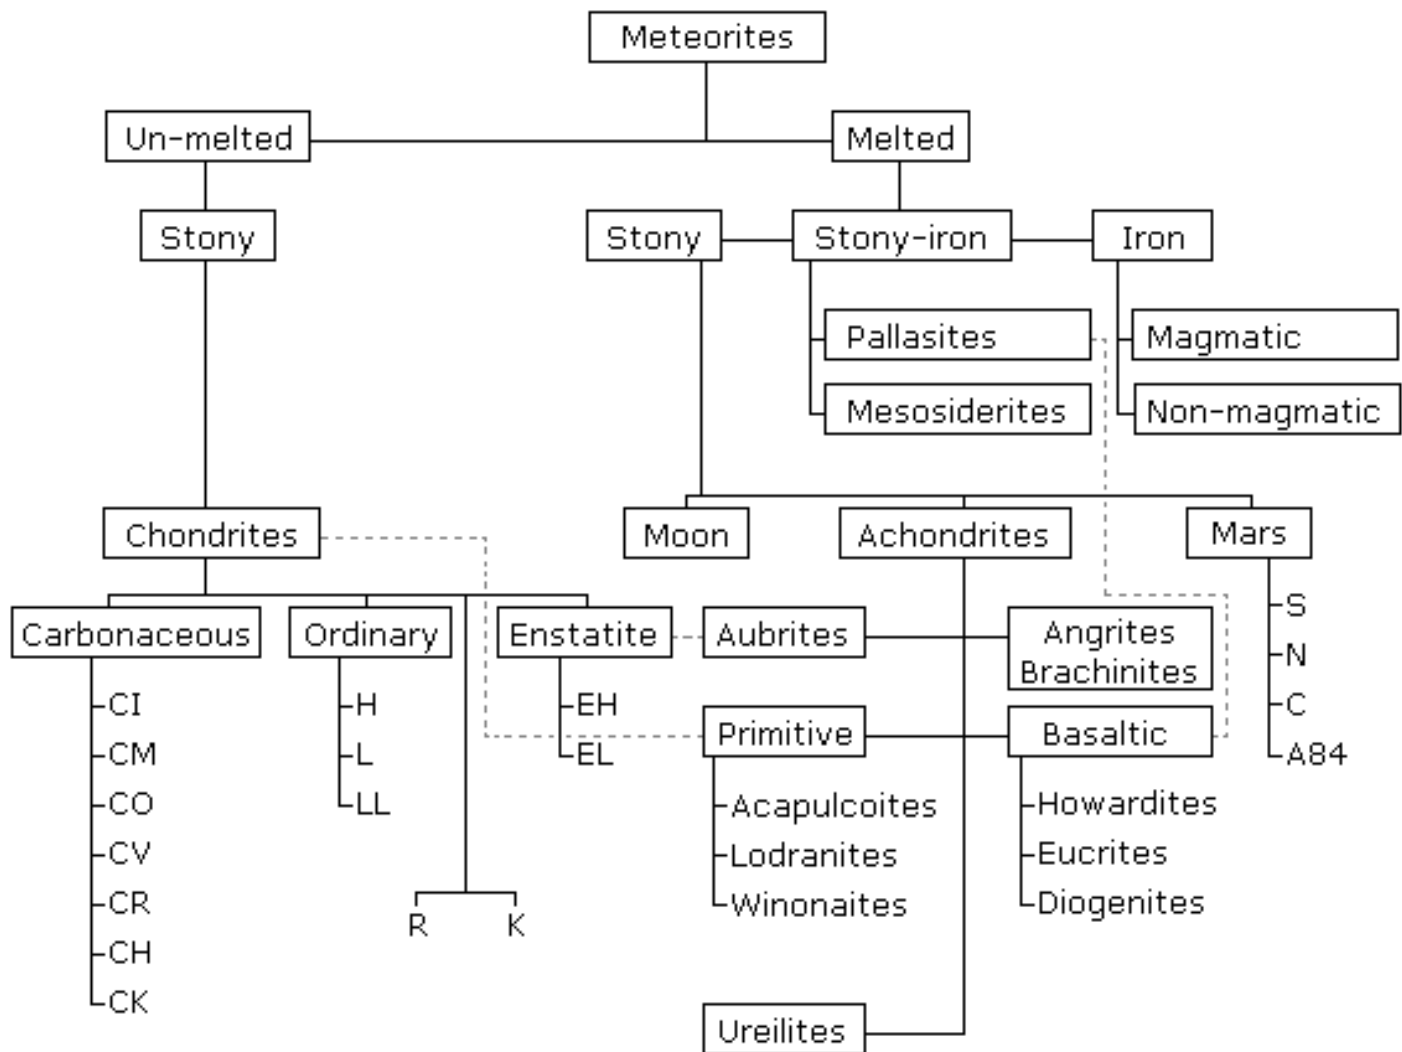 Meteorites
Un-melted
Melted
Stony
Stony
Stony-iron
Iron
Pallasites
Magmatic
Mesosiderites
Non-magmatic
Chondrites
Moon
Achondrites
Mars
Carbonaceous
Ordinary
Enstatite
Aubrites
Angrites
Brachinites
S
N
C
A84
CI
CM
CO
CV
CR
CH
CK
H
L
LL
R
K
EH
EL
Primitive
Acapulcoites
Lodranites
Winonaites
Basaltic
Howardites
Eucrites
Diogenites
Ureilites